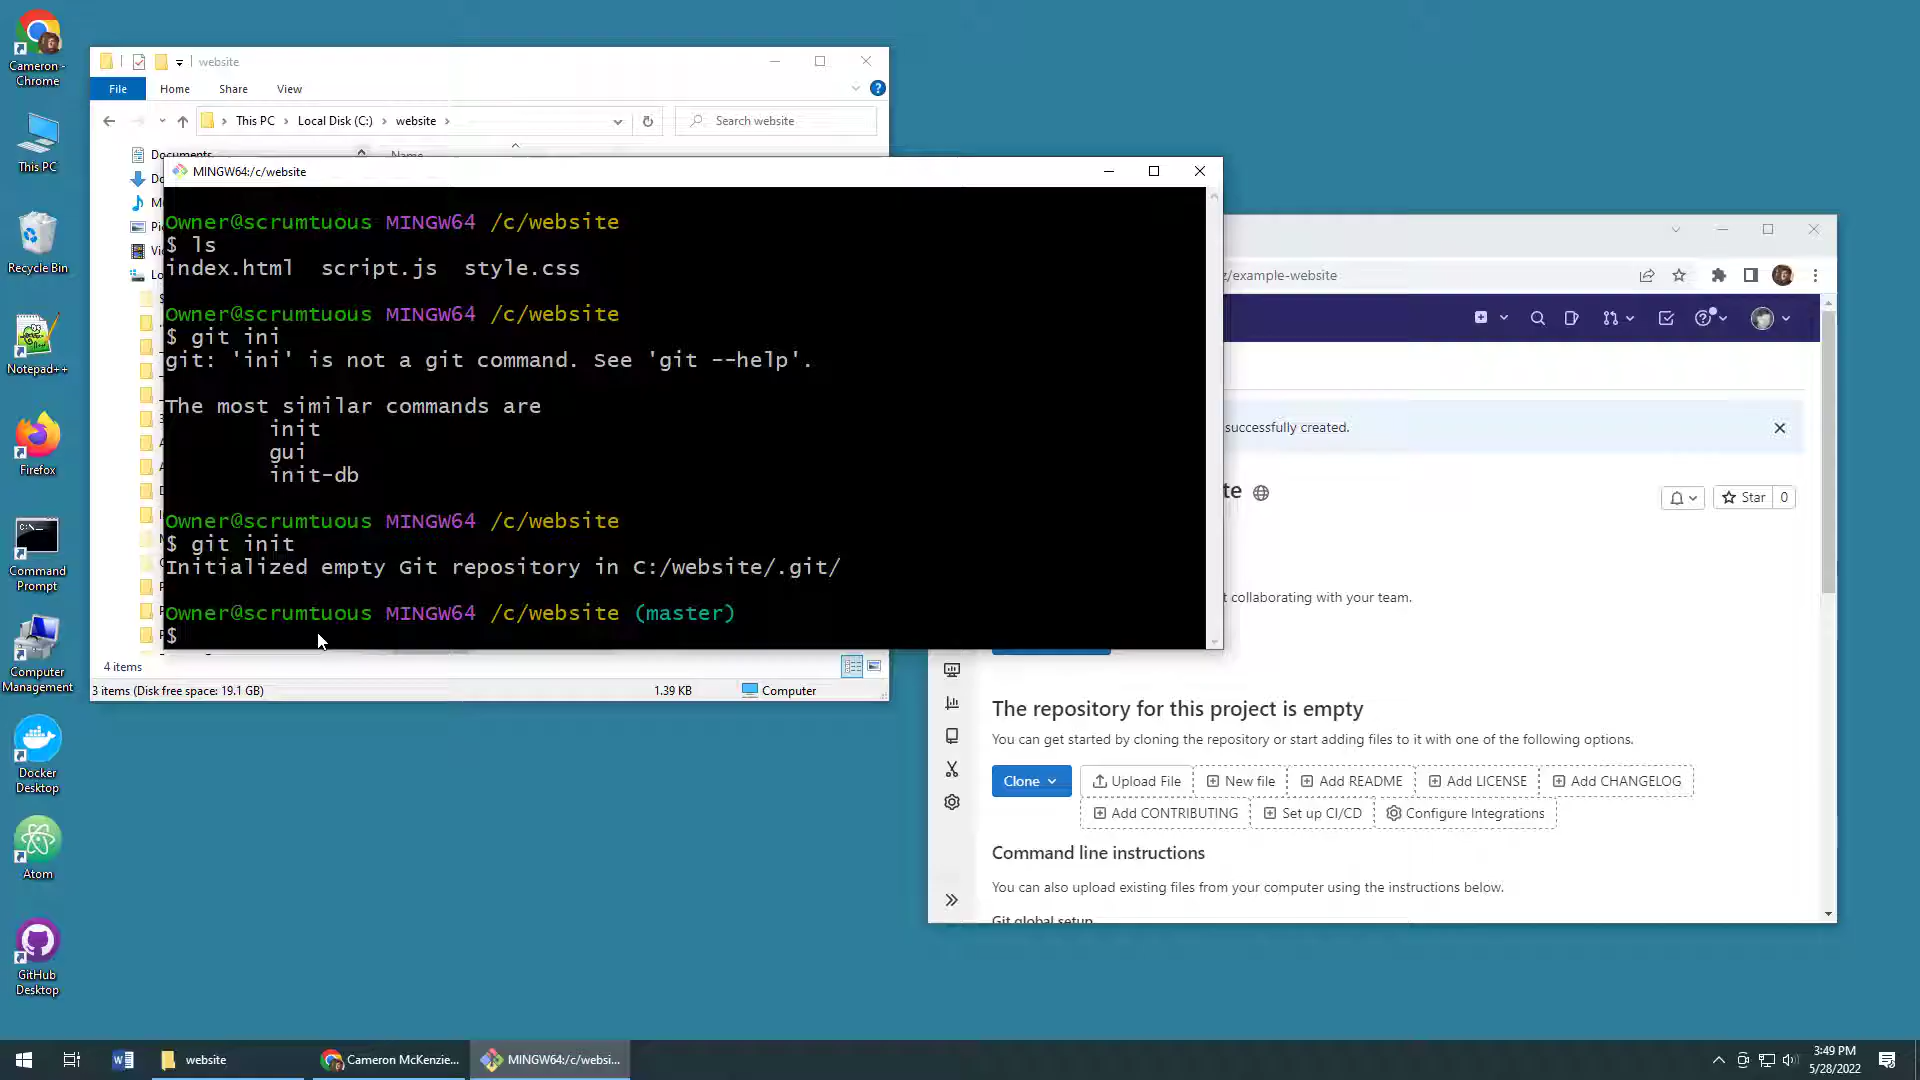 Cameron -
Chrome
This PC
Recycle Bin
Notepad++
Firefox
Command
Prompt
Computer
Management
Docker
Desktop
Atom
GitHub
Desktop
website
File
Home
Share
View
This PC
Local Disk (C:)
website
Search website
Documents
Name
MINGW64:/c/website
Owner@scrumtuous MINGW64 /c/website
$ ls
index.html  script.js  style.css
Owner@scrumtuous MINGW64 /c/website
$ git ini
git: 'ini' is not a git command. See 'git --help'.
The most similar commands are
init
gui
init-db
Owner@scrumtuous MINGW64 /c/website
$ git init
Initialized empty Git repository in C:/website/.git/
Owner@scrumtuous MINGW64 /c/website (master)
$
4 items
3 items (Disk free space: 19.1 GB)
1.39 KB
Computer
/example-website
successfully created.
te
Star
0
t collaborating with your team.
The repository for this project is empty
You can get started by cloning the repository or start adding files to it with one of the following options.
Clone
Upload File
New file
Add README
Add LICENSE
Add CHANGELOG
Add CONTRIBUTING
Set up CI/CD
Configure Integrations
Command line instructions
You can also upload existing files from your computer using the instructions below.
Git global setup
website
Cameron McKenzie...
MINGW64:/c/websi...
3:49 PM
5/28/2022